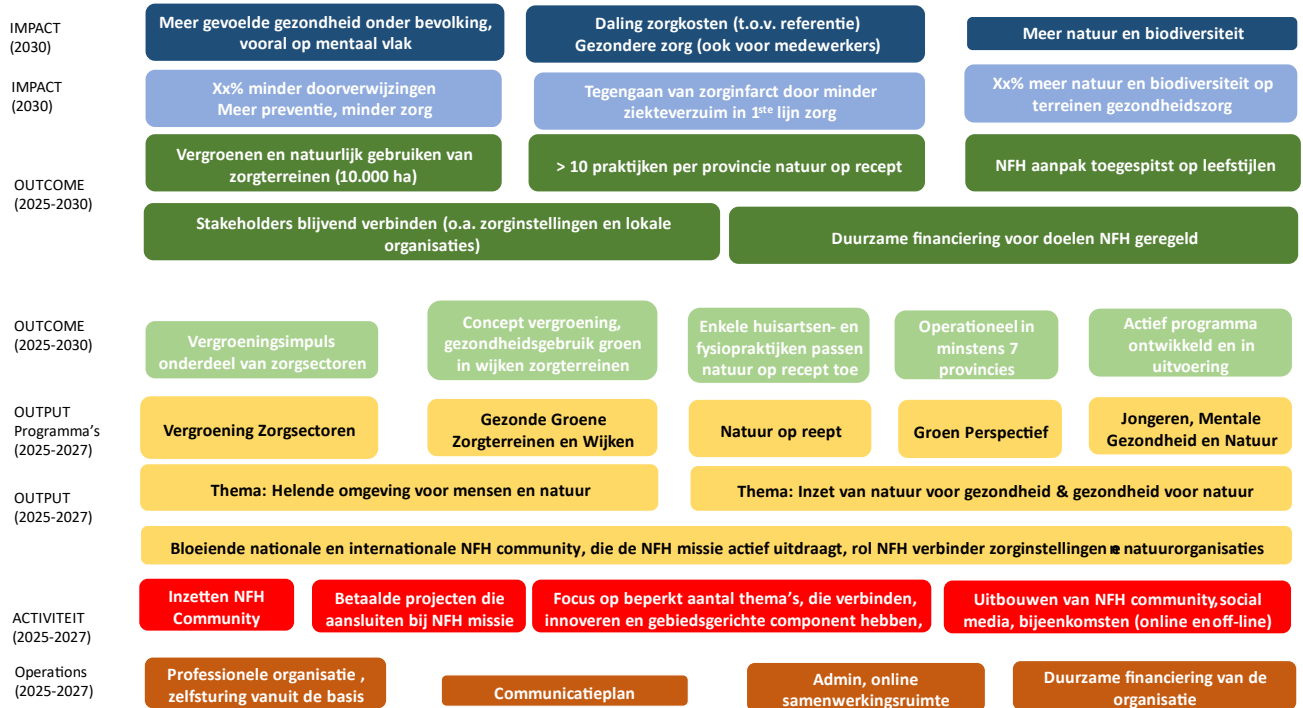 IMPACT
(2030)
Meer gevoelde gezondheid onder bevolking,
vooral op mentaal vlak
Daling zorgkosten (t.o.v. referentie)
Gezondere zorg (ook voor medewerkers)
Meer natuur en biodiversiteit
IMPACT
(2030)
Xx% minder doorverwijzingen
Meer preventie, minder zorg
Tegengaan van zorginfarct door minder
ziekteverzuim in 1ste lijn zorg
Xx% meer natuur en biodiversiteit op
terreinen gezondheidszorg
OUTCOME
(2025-2030)
Vergroenen en natuurlijk gebruiken van
zorgterreinen (10.000 ha)
> 10 praktijken per provincie natuur op recept
NFH aanpak toegespitst op leefstijlen
Stakeholders blijvend verbinden (o.a. zorginstellingen en lokale
organisaties)
Duurzame financiering voor doelen NFH geregeld
OUTCOME
(2025-2030)
Vergroeningsimpuls
onderdeel van zorgsectoren
Concept vergroening,
gezondheidsgebruik groen
in wijken zorgterreinen
Enkele huisartsen- en
fysiopraktijken passen
natuur op recept toe
Operationeel in
minstens 7
provincies
Actief programma
ontwikkeld en in
uitvoering
OUTPUT
Programma's
(2025-2027)
Vergroening Zorgsectoren
Gezonde Groene
Zorgterreinen en Wijken
Natuur op reept
Groen Perspectief
Jongeren, Mentale
Gezondheid en Natuur
OUTPUT
(2025-2027)
Thema: Helende omgeving voor mensen en natuur
Thema: Inzet van natuur voor gezondheid & gezondheid voor natuur
Bloeiende nationale en internationale NFH community, die de NFH missie actief uitdraagt, rol NFH verbinder zorginstellingen en natuurorganisaties
ACTIVITEIT
(2025-2027)
Inzetten NFH
Community
Betaalde projecten die
aansluiten bij NFH missie
Focus op beperkt aantal thema's, die verbinden,
innoveren en gebiedsgerichte component hebben,
Uitbouwen van NFH community, social
media, bijeenkomsten (online en off-line)
Operations
(2025-2027)
Professionele organisatie ,
zelfsturing vanuit de basis
Communicatieplan
Admin, online
samenwerkingsruimte
Duurzame financiering van de
organisatie